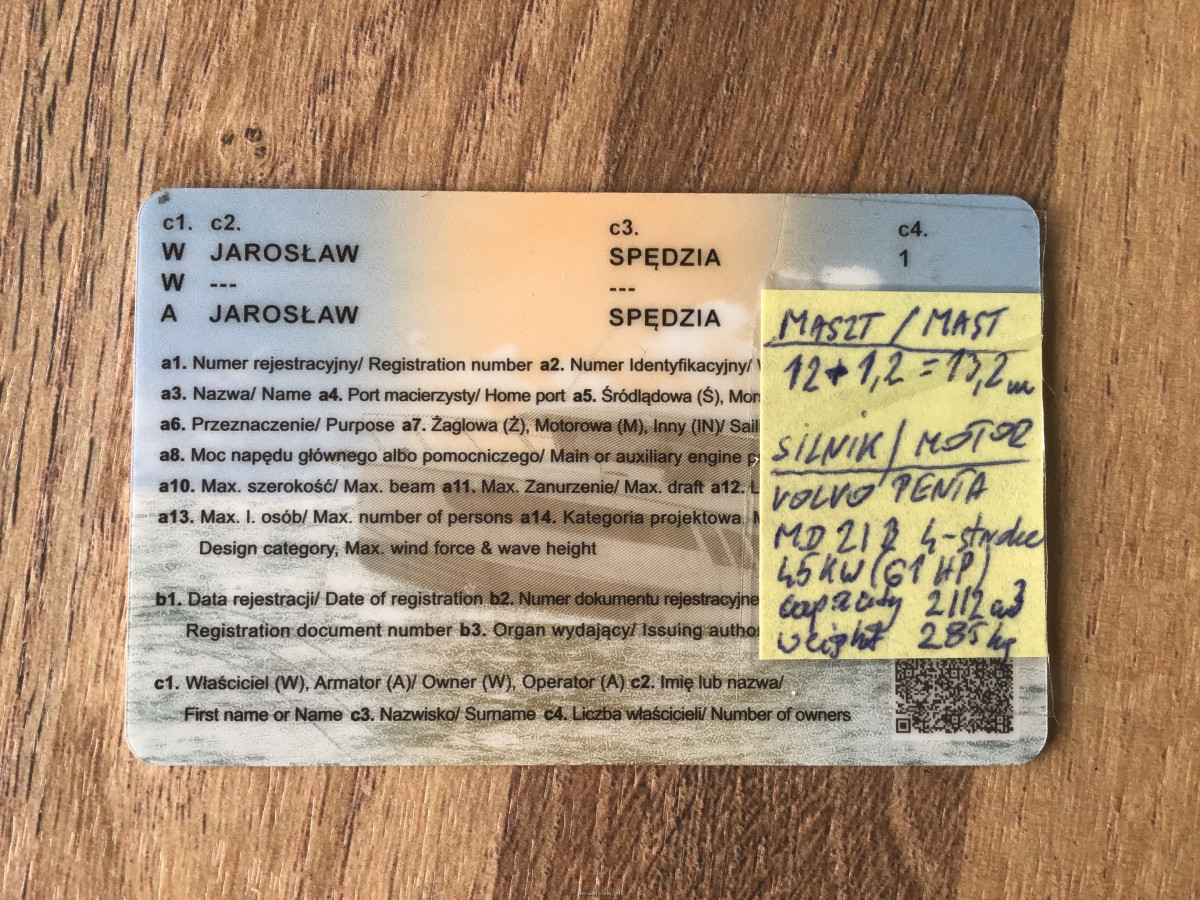 c1. c2. c3. c4.
W JAROSŁAW SPĘDZIA 1
W --- ---
A JAROSŁAW SPĘDZIA
a1. Numer rejestracyjny/ Registration number a2. Numer Identyfikacyjny/
a3. Nazwa/ Name a4. Port macierzysty/ Home port a5. Śródlądowa (Ś), Mor
a6. Przeznaczenie/ Purpose a7. Żaglowa (Ż), Motorowa (M), Inny (IN)/ Sail
a8. Moc napędu głównego albo pomocniczego/ Main or auxiliary engine p
a10. Max. szerokość/ Max. beam a11. Max. Zanurzenie/ Max. draft a12. L
a13. Max. l. osób/ Max. number of persons a14. Kategoria projektowa,
Design category, Max. wind force & wave height
b1. Data rejestracji/ Date of registration b2. Numer dokumentu rejestracyjne
Registration document number b3. Organ wydający/ Issuing autho
c1. Właściciel (W), Armator (A)/ Owner (W), Operator (A) c2. Imię lub nazwa/
First name or Name c3. Nazwisko/ Surname c4. Liczba właścicieli/ Number of owners
MASZT / MAST
12 + 1,2 = 13,2 m
SILNIK / MOTOR
VOLVO PENTA
MD 21 B 4-stroke
45 KW (61 HP)
capacity 2112 cm3
weight 285 kg